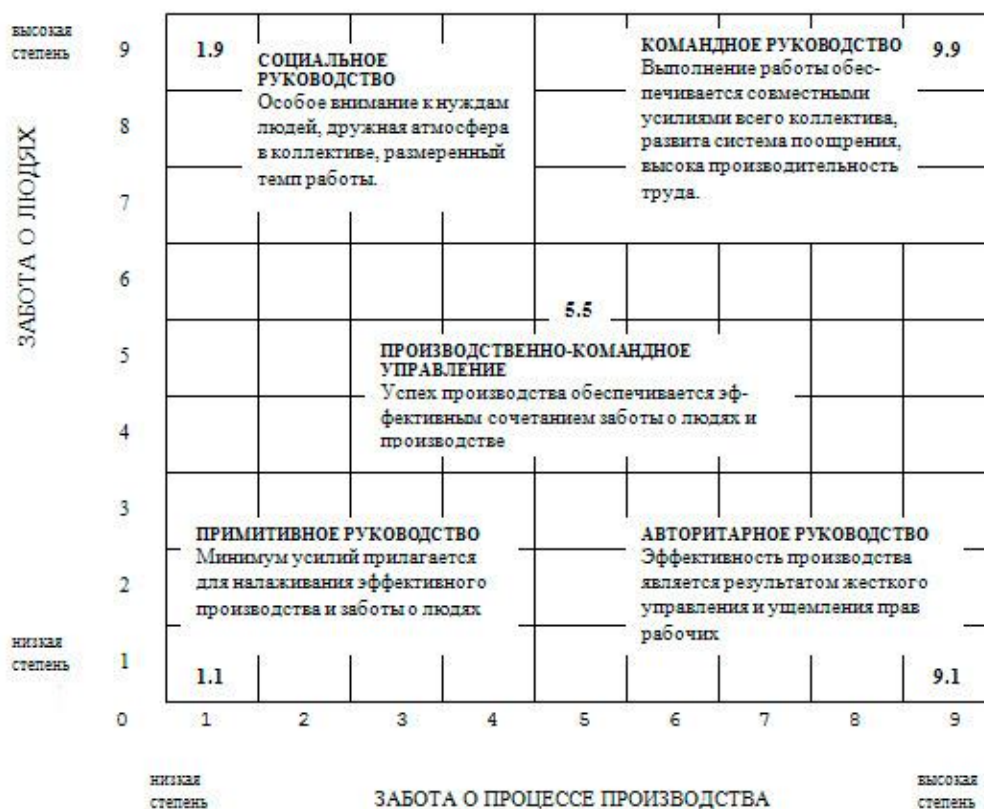 высокая
степень
9
1.9
СОЦИАЛЬНОЕ
РУКОВОДСТВО
Особое внимание к нуждам
людей, дружная атмосфера
в коллективе, размеренный
темп работы.
КОМАНДНОЕ РУКОВОДСТВО
Выполнение работы обес-
печивается совместными
усилиями всего коллектива,
развита система поощрения,
высока производительность
труда.
9.9
ЗАБОТА О ЛЮДЯХ
8
7
6
5.5
5
ПРОИЗВОДСТВЕННО-КОМАНДНОЕ
УПРАВЛЕНИЕ
Успех производства обеспечивается эф-
фективным сочетанием заботы о людях и
производстве
4
3
ПРИМИТИВНОЕ РУКОВОДСТВО
Минимум усилий прилагается
для налаживания эффективного
производства и заботы о людях
АВТОРИТАРНОЕ РУКОВОДСТВО
Эффективность производства
является результатом жесткого
управления и ущемления прав
рабочих
2
низкая
степень
1
1.1
9.1
0 1 2 3 4 5 6 7 8 9
низкая
степень
ЗАБОТА О ПРОЦЕССЕ ПРОИЗВОДСТВА
высокая
степень